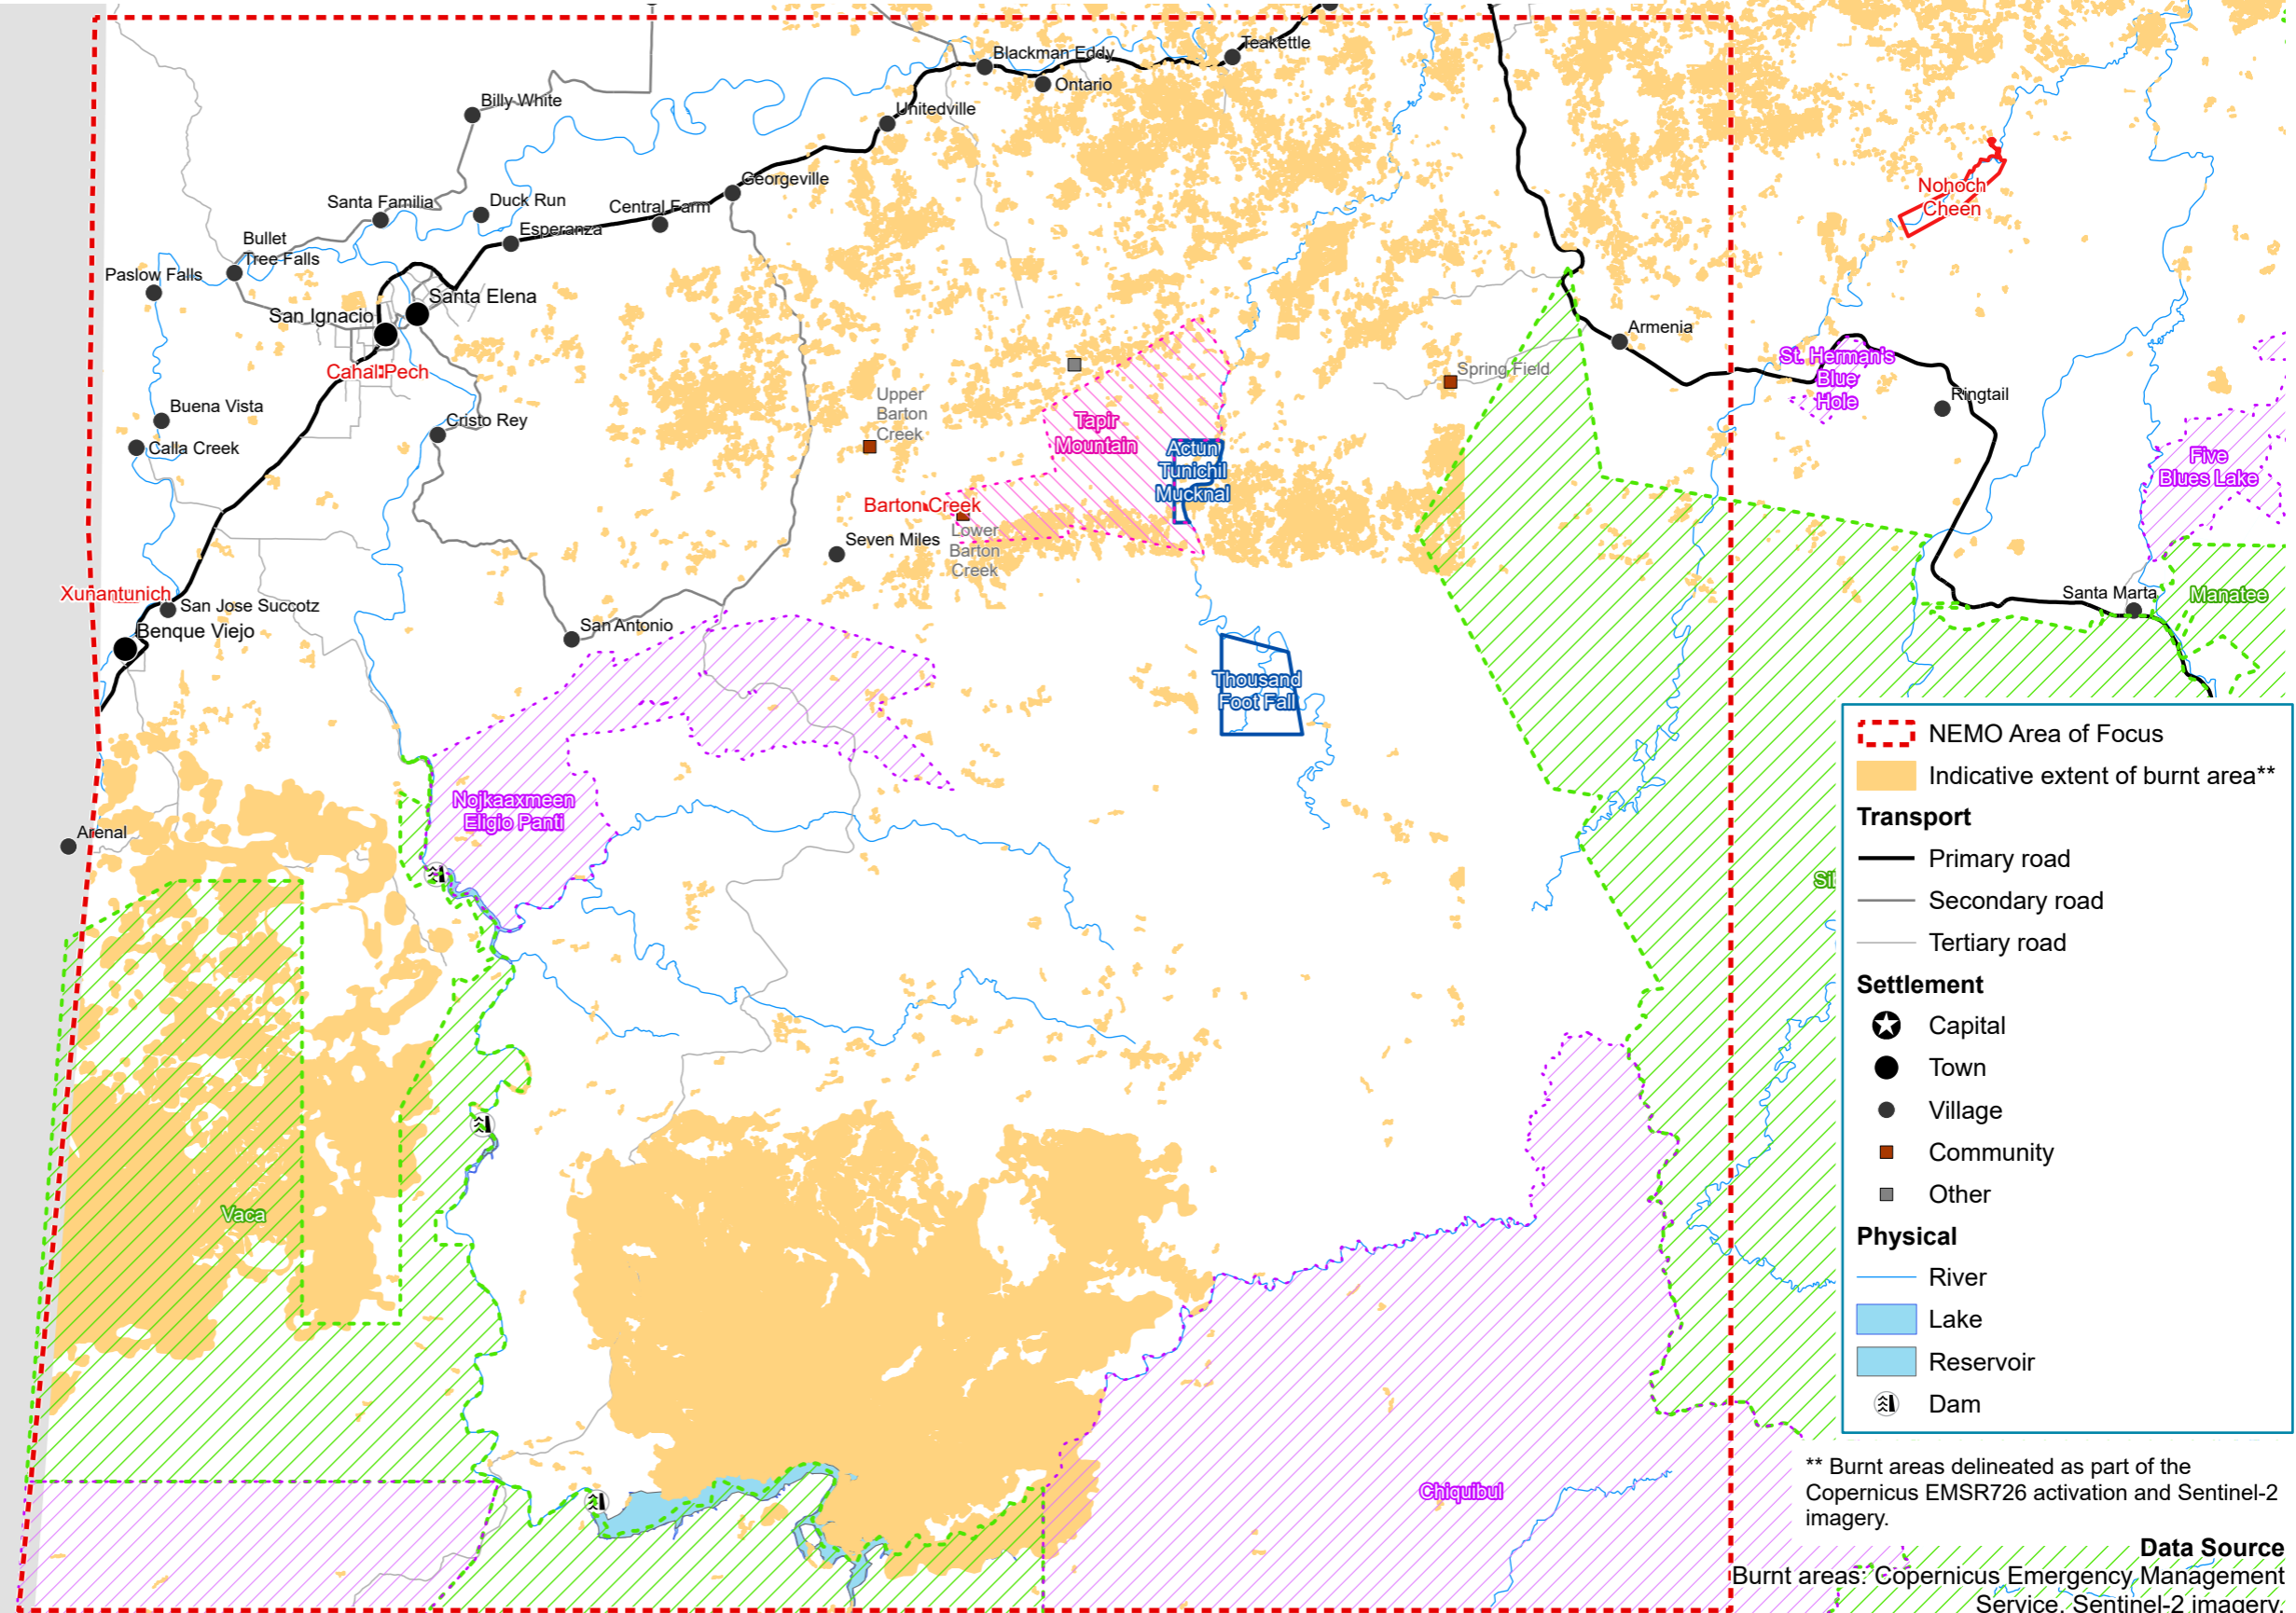 Teakettle
Blackman Eddy
Ontario
Billy White
Unitedville
Georgeville
Santa Familia
Duck Run
Central Farm
Esperanza
Bullet
Tree Falls
Paslow Falls
Nohoch
Cheen
Santa Elena
San Ignacio
Armenia
Cahal Pech
Spring Field
St. Herman's
Blue
Hole
Ringtail
Upper
Barton
Creek
Buena Vista
Cristo Rey
Calla Creek
Tapir
Mountain
Actun
Tunichil
Mucknal
Five
Blues Lake
Barton Creek
Lower
Barton
Creek
Seven Miles
Xunantunich
San Jose Succotz
Benque Viejo
San Antonio
Santa Marta
Manatee
Thousand
Foot Fall
Nojkaaxmeen
Eligio Panti
Arenal
Vaca
Chiquibul
NEMO Area of Focus
Indicative extent of burnt area**
Transport
Primary road
Secondary road
Tertiary road
Settlement
Capital
Town
Village
Community
Other
Physical
River
Lake
Reservoir
Dam
** Burnt areas delineated as part of the
Copernicus EMSR726 activation and Sentinel-2
imagery.
Data Source
Burnt areas: Copernicus Emergency Management
Service, Sentinel-2 imagery.